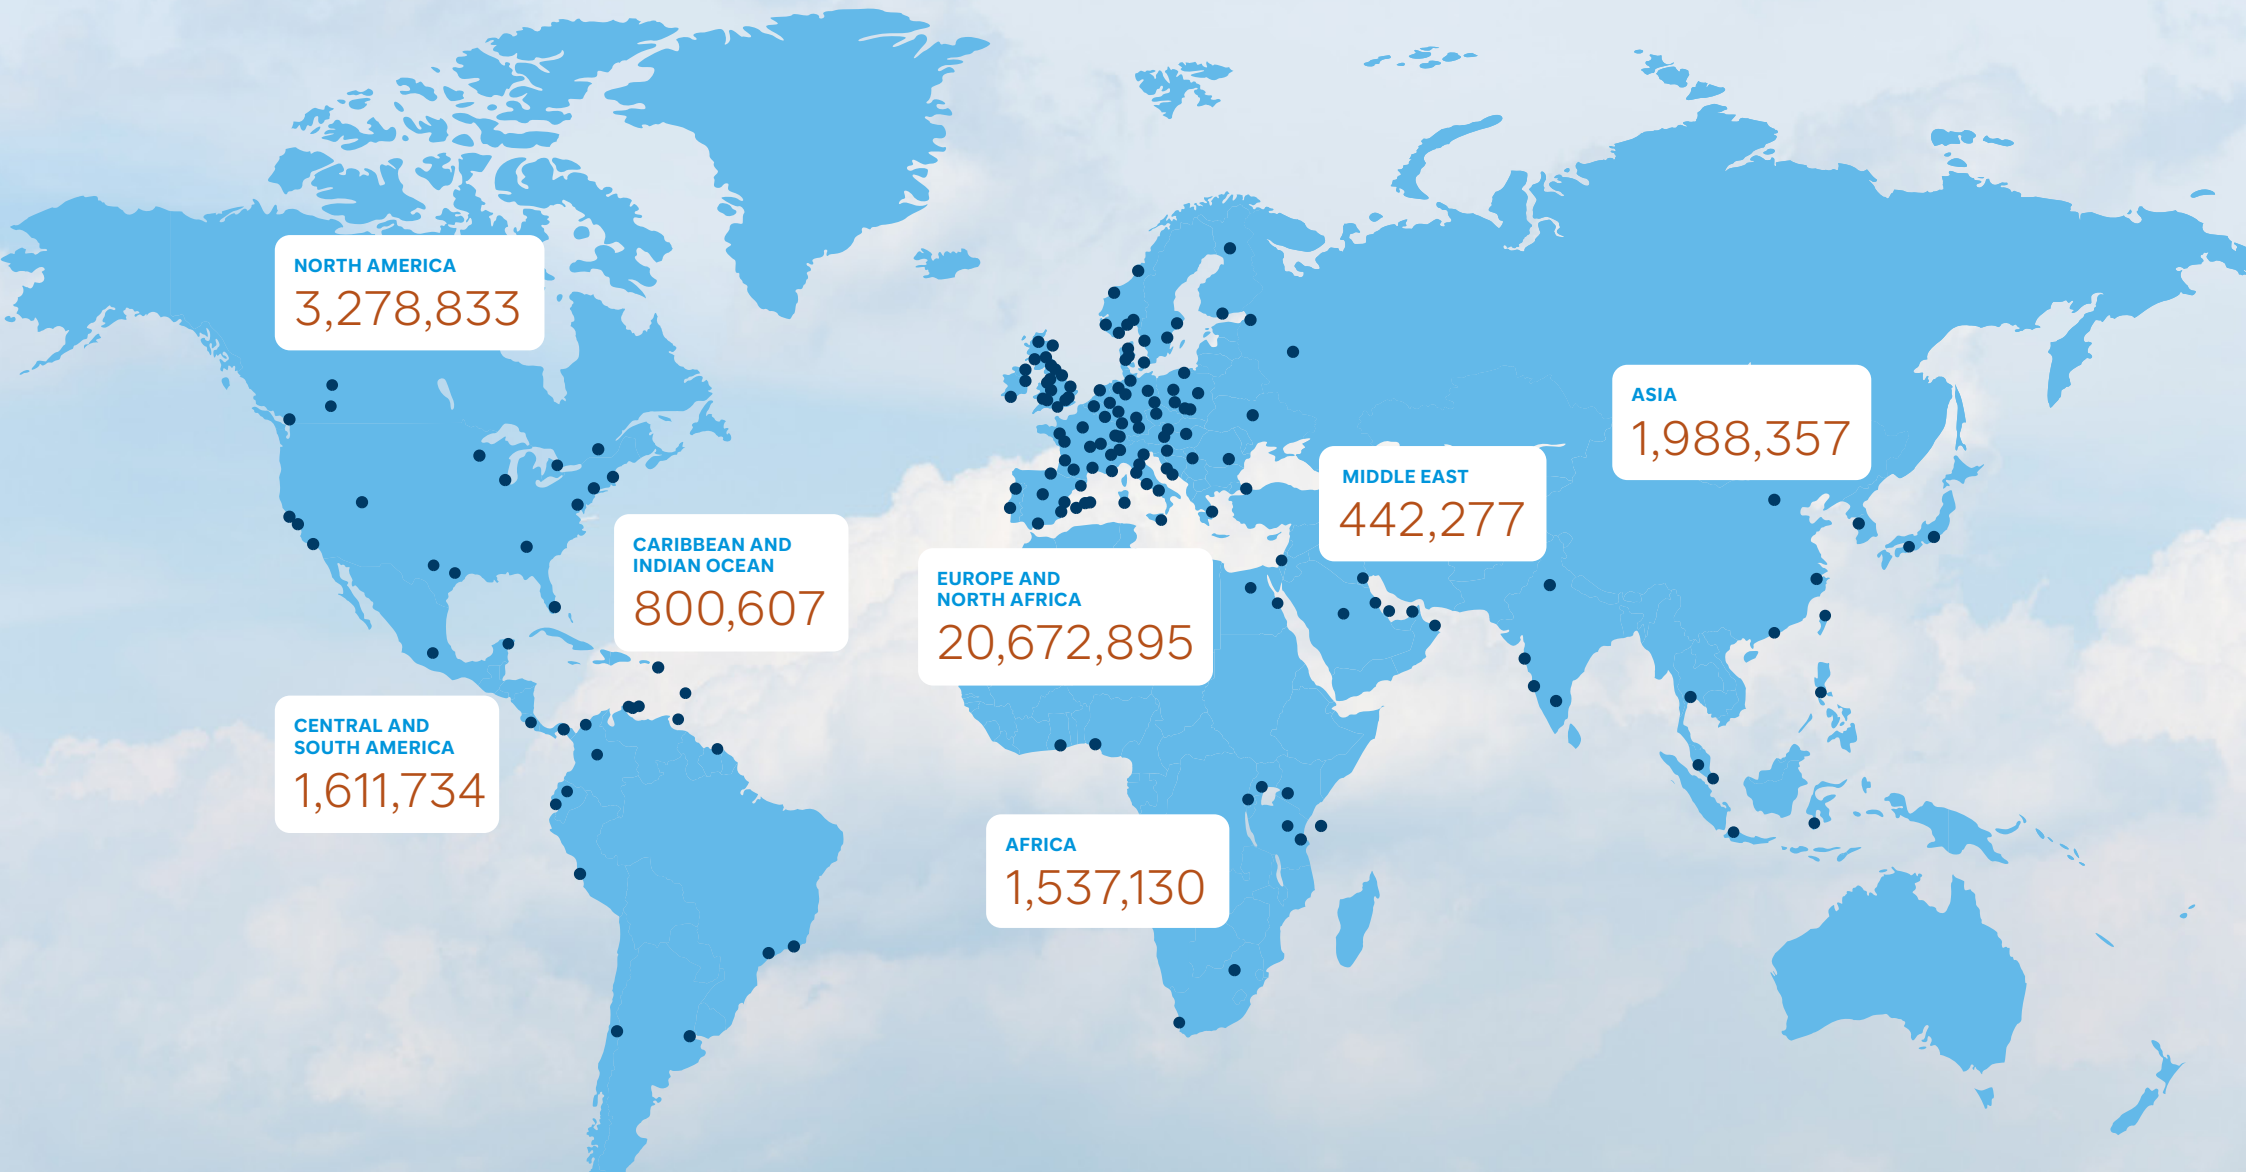 NORTH AMERICA
3,278,833
CARIBBEAN AND
INDIAN OCEAN
800,607
CENTRAL AND
SOUTH AMERICA
1,611,734
EUROPE AND
NORTH AFRICA
20,672,895
AFRICA
1,537,130
MIDDLE EAST
442,277
ASIA
1,988,357